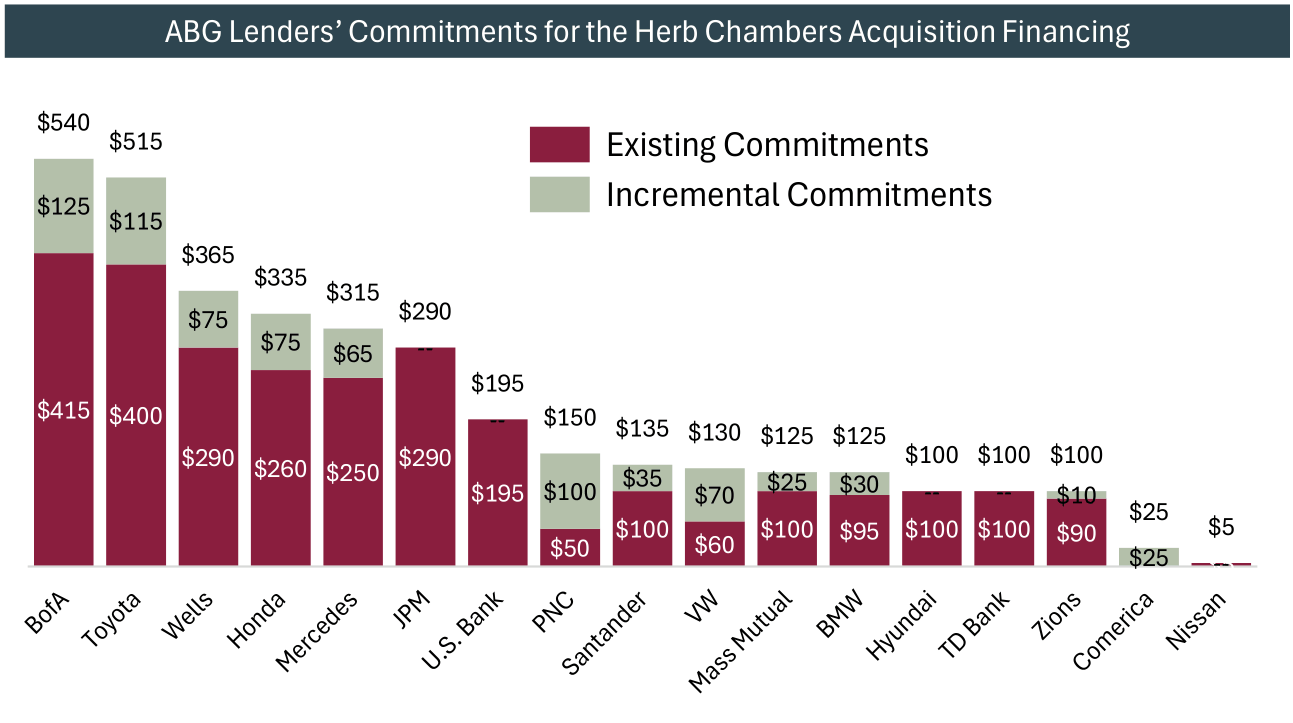 ABG Lenders’ Commitments for the Herb Chambers Acquisition Financing
Existing Commitments
Incremental Commitments
$540 $515 $365 $335 $315 $290 $195 $150 $135 $130 $125 $125 $100 $100 $100 $25 $5
$125 $115 $75 $75 $65 -- -- $100 $35 $70 $25 $30 -- -- $10 $25 --
$415 $400 $290 $260 $250 $290 $195 $50 $100 $60 $100 $95 $100 $100 $90
BofA Toyota Wells Honda Mercedes JPM U.S. Bank PNC Santander VW Mass Mutual BMW Hyundai TD Bank Zions Comerica Nissan